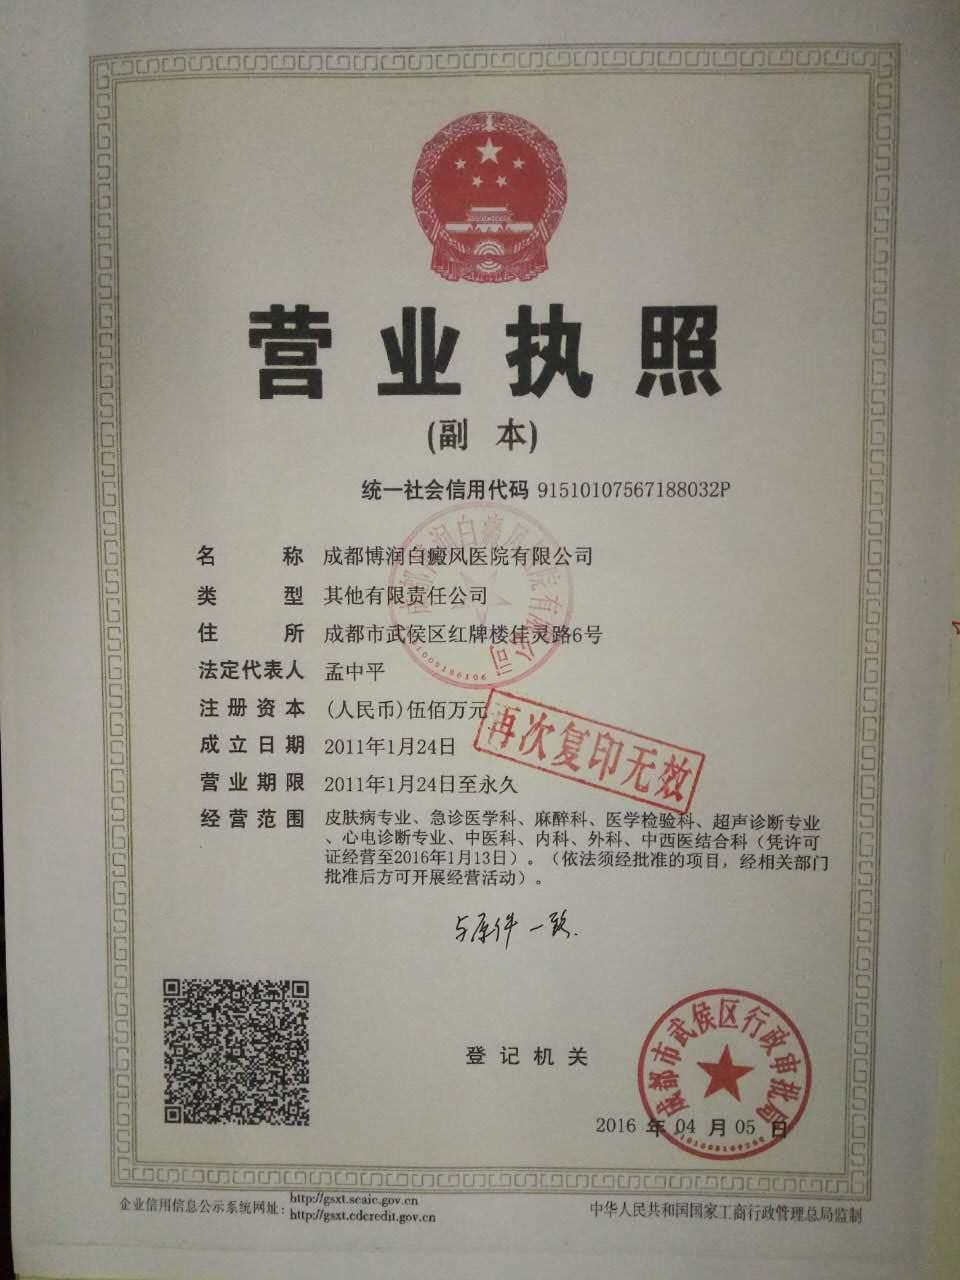 营业执照
(副 本)
统一社会信用代码 91510107567188032P
名 称 成都博润白癜风医院有限公司
类 型 其他有限责任公司
住 所 成都市武侯区红牌楼佳灵路6号
法定代表人 孟中平
注册资本 (人民币)伍佰万元
成立日期 2011年1月24日
营业期限 2011年1月24日至永久
经营范围 皮肤病专业、急诊医学科、麻醉科、医学检验科、超声诊断专业
、心电诊断专业、中医科、内科、外科、中西医结合科（凭许可
证经营至2016年1月13日）。（依法须经批准的项目，经相关部门
批准后方可开展经营活动）。
成都博润白癜风医院有限公司
再次复印无效
与原件一致.
登记机关
成都市武侯区行政审批局
2016 年 04 月 05 日
企业信用信息公示系统网址：
http://gsxt.scaic.gov.cn
http://gsxt.cdcredit.gov.cn
中华人民共和国国家工商行政管理总局监制